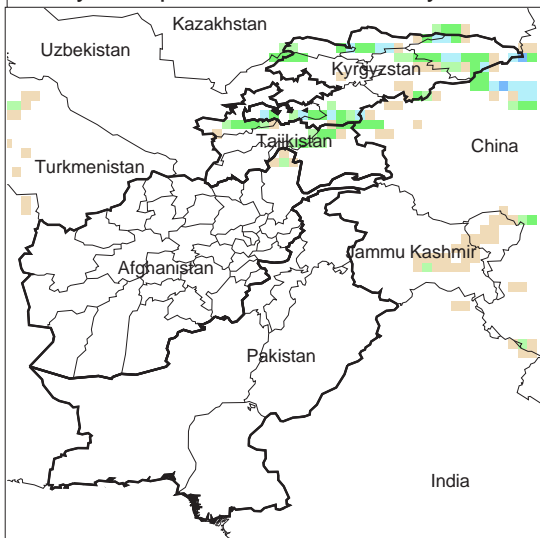 Kazakhstan
Uzbekistan
Kyrgyzstan
Tajikistan
China
Turkmenistan
Jammu Kashmir
Afghanistan
Pakistan
India